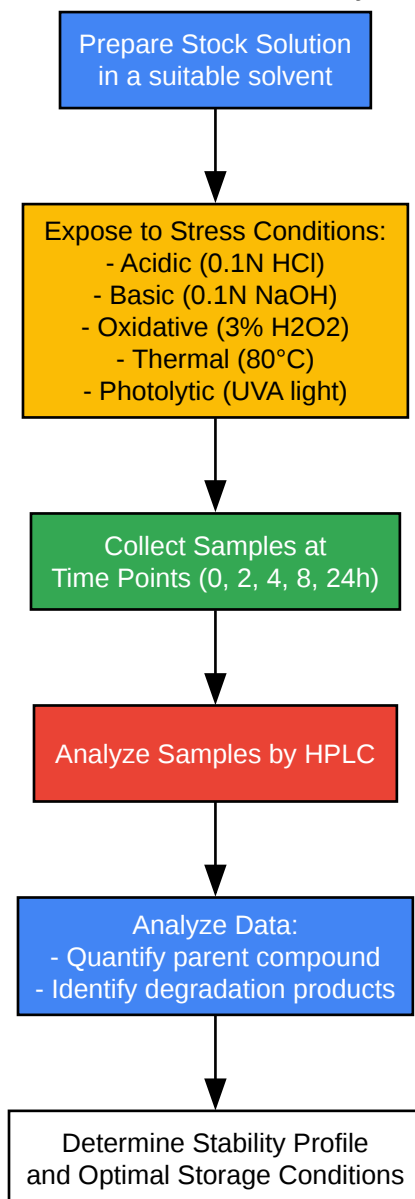 Prepare Stock Solution
in a suitable solvent
Expose to Stress Conditions:
- Acidic (0.1N HCl)
- Basic (0.1N NaOH)
- Oxidative (3% H2O2)
- Thermal (80°C)
- Photolytic (UVA light)
Collect Samples at
Time Points (0, 2, 4, 8, 24h)
Analyze Samples by HPLC
Analyze Data:
- Quantify parent compound
- Identify degradation products
Determine Stability Profile
and Optimal Storage Conditions